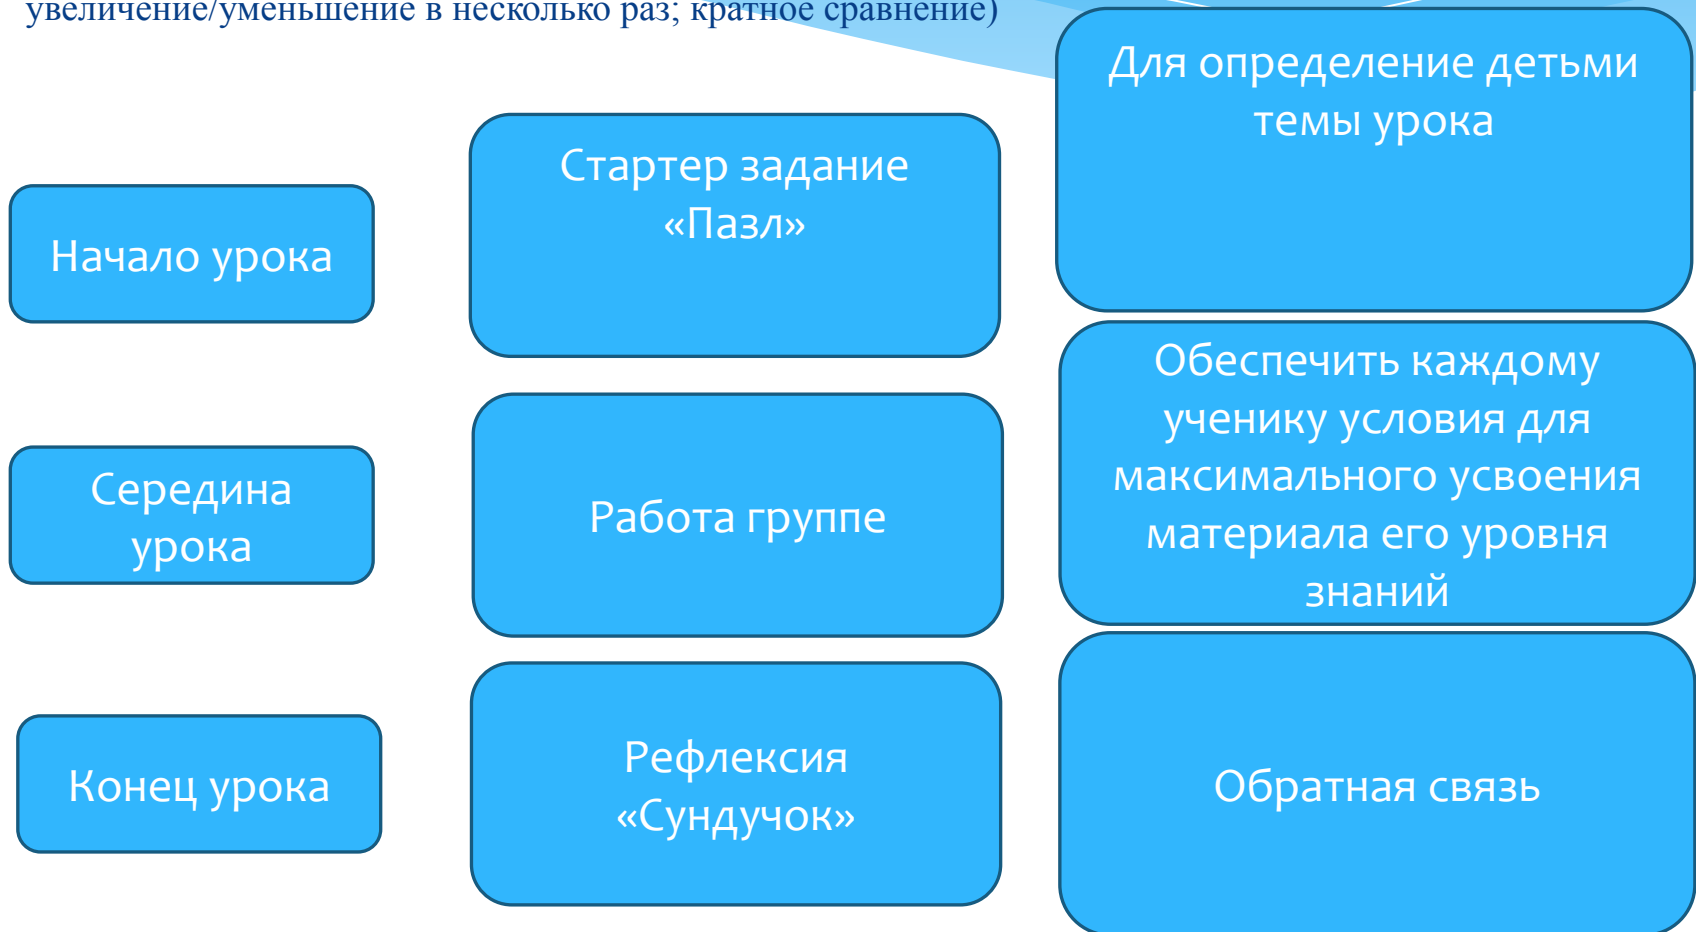 увеличение/уменьшение в несколько раз; кратное сравнение)
Начало урока
Стартер задание
«Пазл»
Для определение детьми
темы урока
Середина
урока
Работа группе
Обеспечить каждому
ученику условия для
максимального усвоения
материала его уровня
знаний
Конец урока
Рефлексия
«Сундучок»
Обратная связь